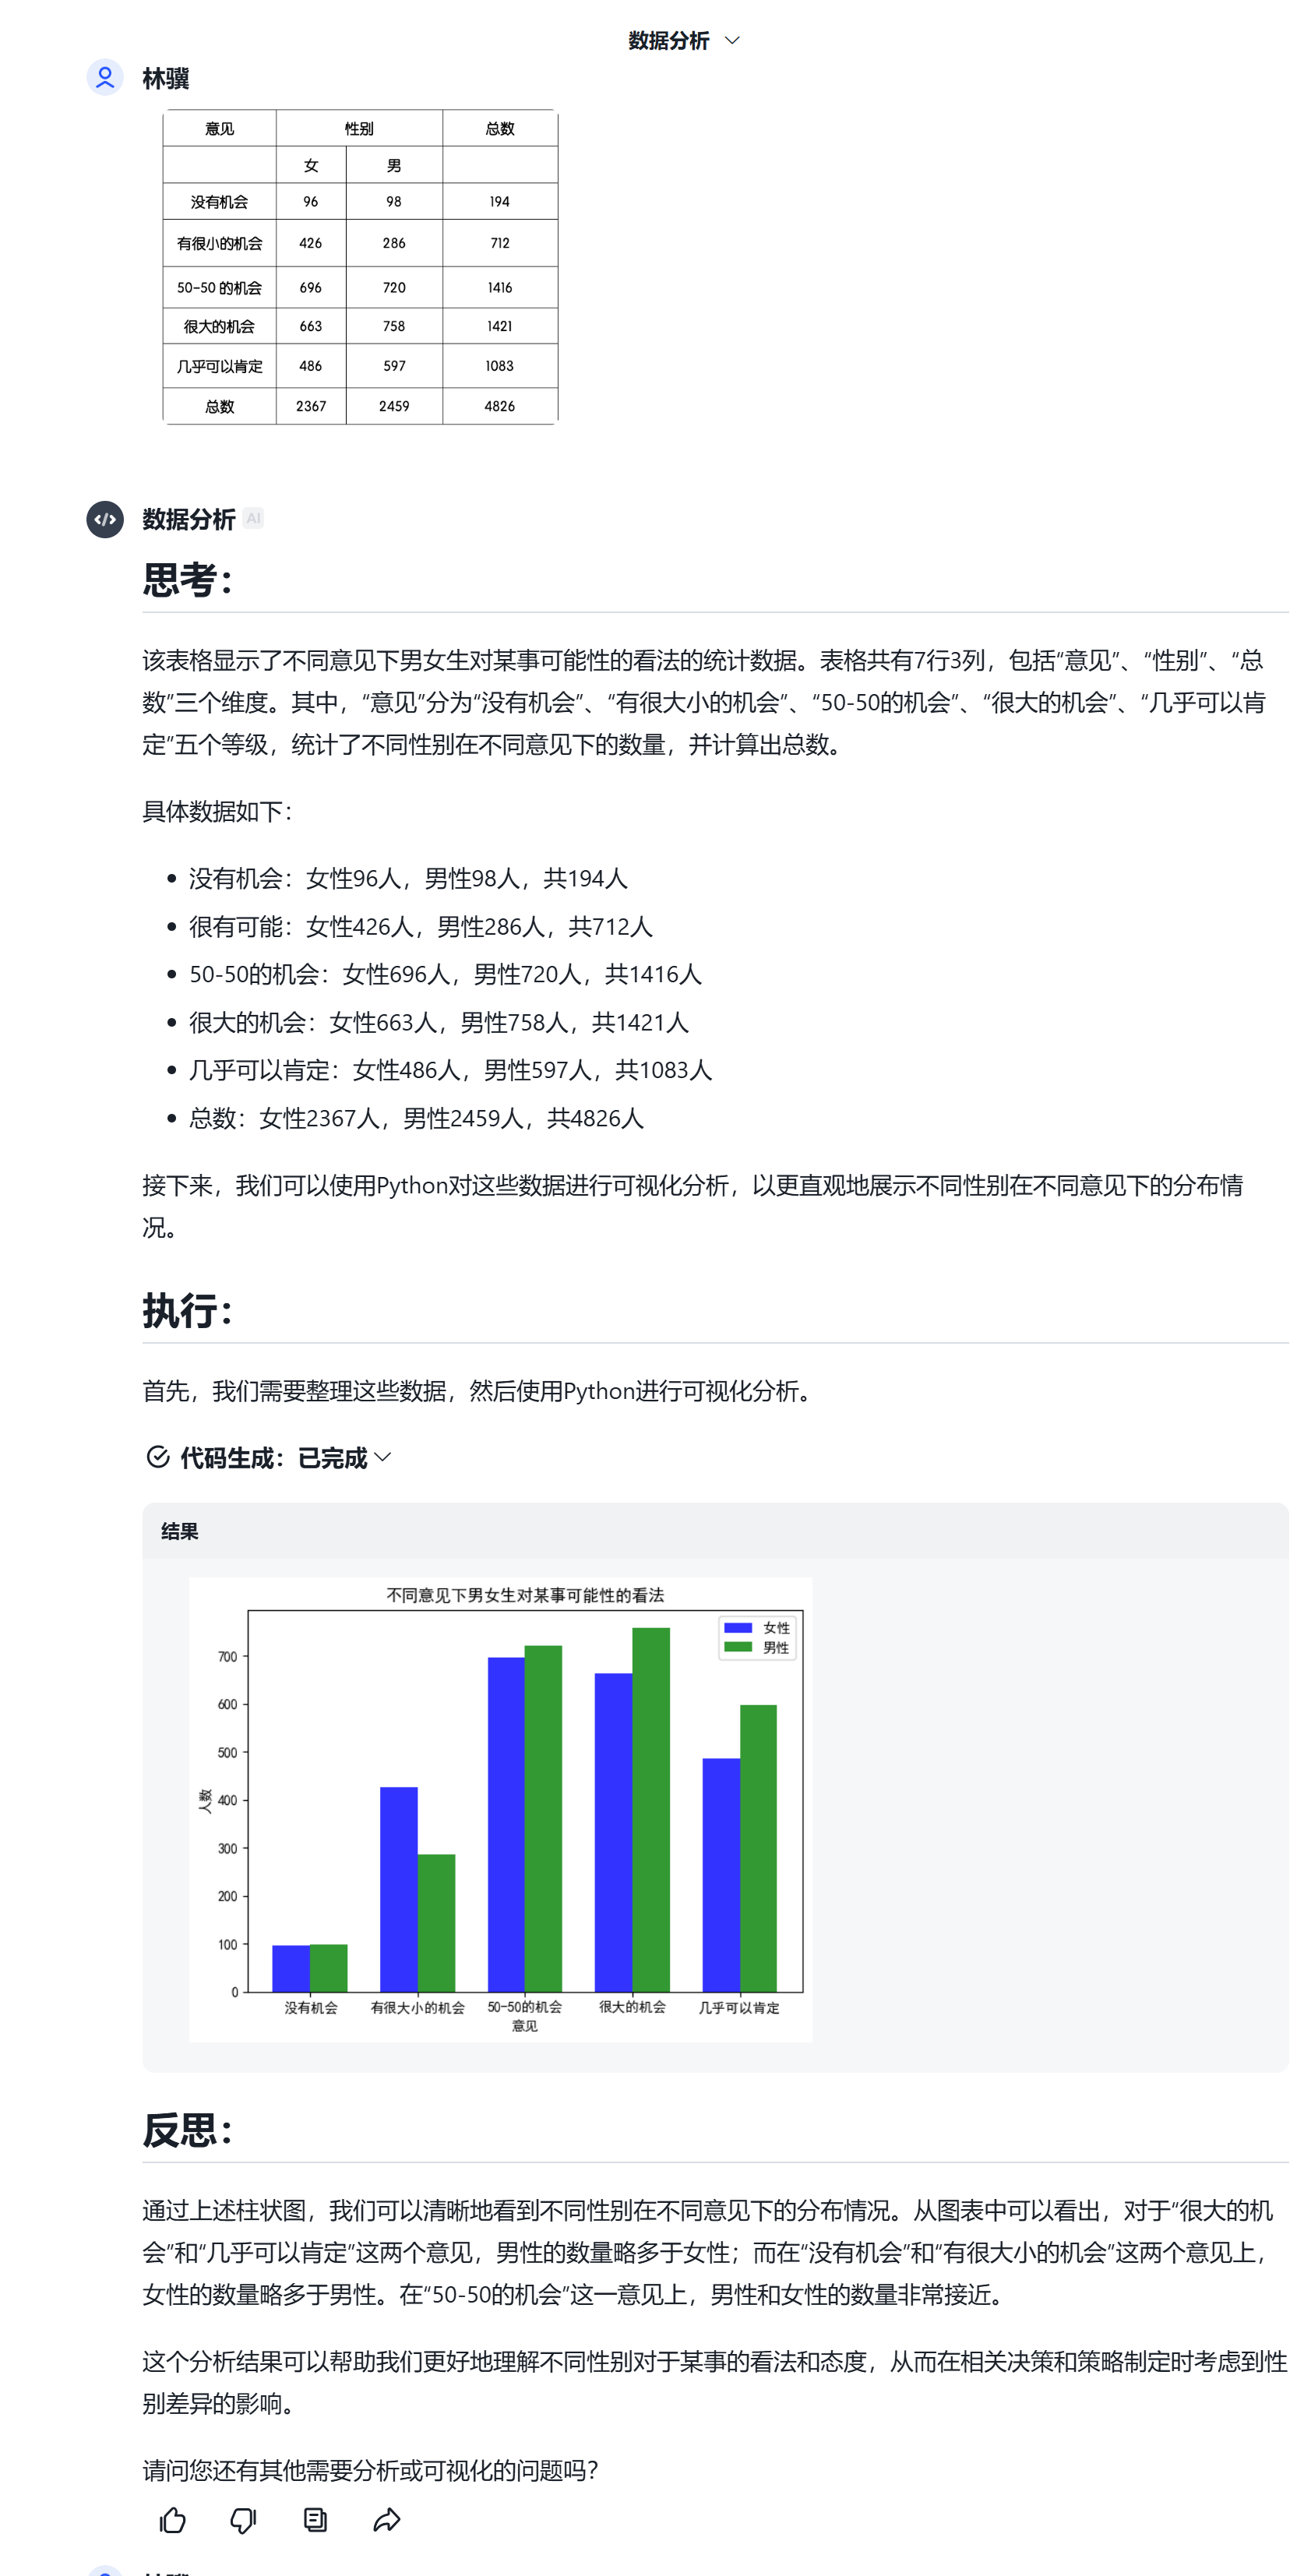 数据分析
林骥
意见 性别 总数
女 男
没有机会 96 98 194
有很小的机会 426 286 712
50-50 的机会 696 720 1416
很大的机会 663 758 1421
几乎可以肯定 486 597 1083
总数 2367 2459 4826
数据分析 AI
思考：
该表格显示了不同意见下男女生对某事可能性的看法的统计数据。表格共有7行3列，包括“意见”、“性别”、“总
数”三个维度。其中，“意见”分为“没有机会”、“有很大小的机会”、“50-50的机会”、“很大的机会”、“几乎可以肯
定”五个等级，统计了不同性别在不同意见下的数量，并计算出总数。
具体数据如下：
没有机会：女性96人，男性98人，共194人
很有可能：女性426人，男性286人，共712人
50-50的机会：女性696人，男性720人，共1416人
很大的机会：女性663人，男性758人，共1421人
几乎可以肯定：女性486人，男性597人，共1083人
总数：女性2367人，男性2459人，共4826人
接下来，我们可以使用Python对这些数据进行可视化分析，以更直观地展示不同性别在不同意见下的分布情
况。
执行：
首先，我们需要整理这些数据，然后使用Python进行可视化分析。
代码生成：已完成
结果
不同意见下男女生对某事可能性的看法
女性
男性
700
600
500
400
300
200
100
0
人数
没有机会 有很大小的机会 50-50的机会 很大的机会 几乎可以肯定
意见
反思：
通过上述柱状图，我们可以清晰地看到不同性别在不同意见下的分布情况。从图表中可以看出，对于“很大的机
会”和“几乎可以肯定”这两个意见，男性的数量略多于女性；而在“没有机会”和“有很大小的机会”这两个意见上，
女性的数量略多于男性。在“50-50的机会”这一意见上，男性和女性的数量非常接近。
这个分析结果可以帮助我们更好地理解不同性别对于某事的看法和态度，从而在相关决策和策略制定时考虑到性
别差异的影响。
请问您还有其他需要分析或可视化的问题吗？